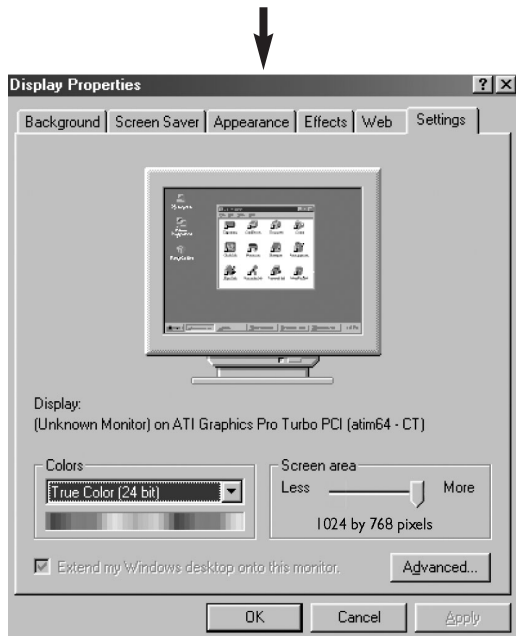 Display Properties
Background Screen Saver Appearance Effects Web Settings
Display:
(Unknown Monitor) on ATI Graphics Pro Turbo PCI (atim64 - CT)
Colors
True Color (24 bit)
Screen area
Less More
1024 by 768 pixels
Extend my Windows desktop onto this monitor.
Advanced...
OK Cancel Apply